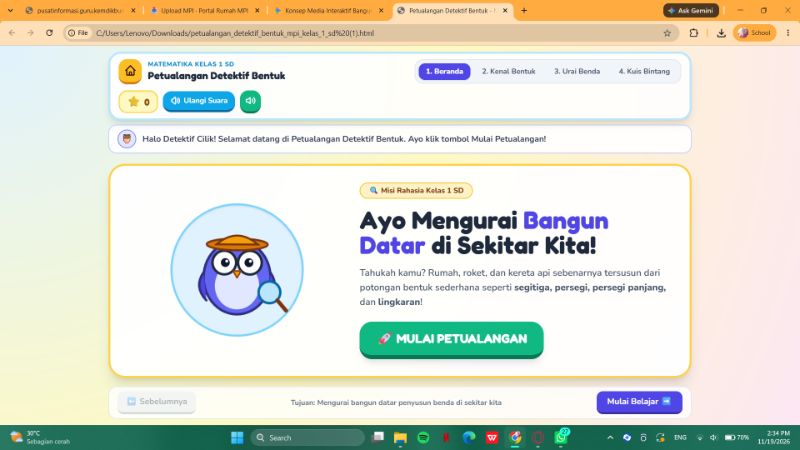 pusatinformasi.guru.kemdikbu
Upload MPI - Portal Rumah MPI
Konsep Media Interaktif Bangun
Petualangan Detektif Bentuk -
Ask Gemini
File
C:/Users/Lenovo/Downloads/petualangan_detektif_bentuk_mpi_kelas_1_sd%20(1).html
School
MATEMATIKA KELAS 1 SD
Petualangan Detektif Bentuk
1. Beranda
2. Kenal Bentuk
3. Urai Benda
4. Kuis Bintang
0
Ulangi Suara
Halo Detektif Cilik! Selamat datang di Petualangan Detektif Bentuk. Ayo klik tombol Mulai Petualangan!
Misi Rahasia Kelas 1 SD
Ayo Mengurai Bangun
Datar di Sekitar Kita!
Tahukah kamu? Rumah, roket, dan kereta api sebenarnya tersusun dari
potongan bentuk sederhana seperti segitiga, persegi, persegi panjang,
dan lingkaran!
MULAI PETUALANGAN
Sebelumnya
Tujuan: Mengurai bangun datar penyusun benda di sekitar kita
Mulai Belajar
30°C
Sebagian cerah
Search
27
ENG
70%
2:34 PM
11/19/2026